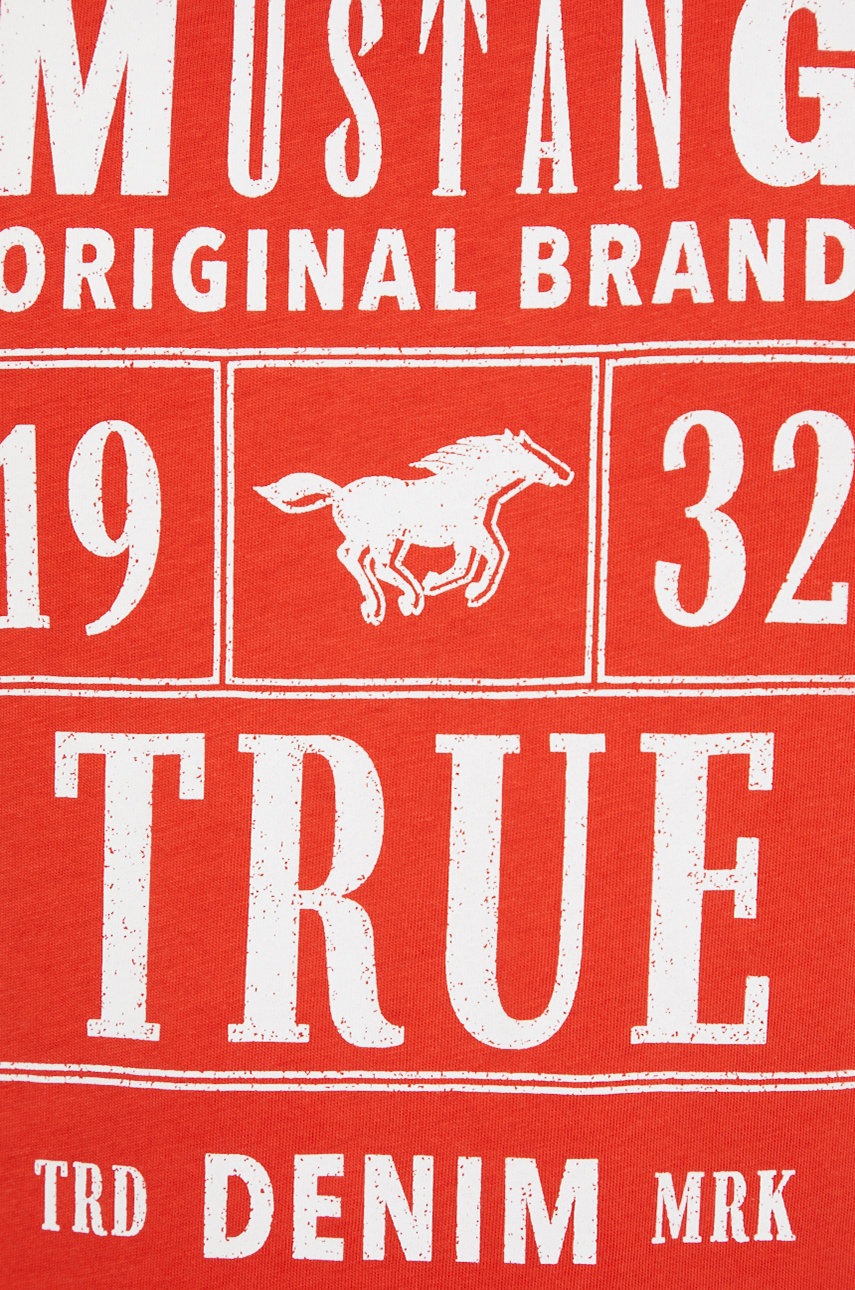 MUSTANG
ORIGINAL BRAND
19 32
TRUE
TRD DENIM MRK